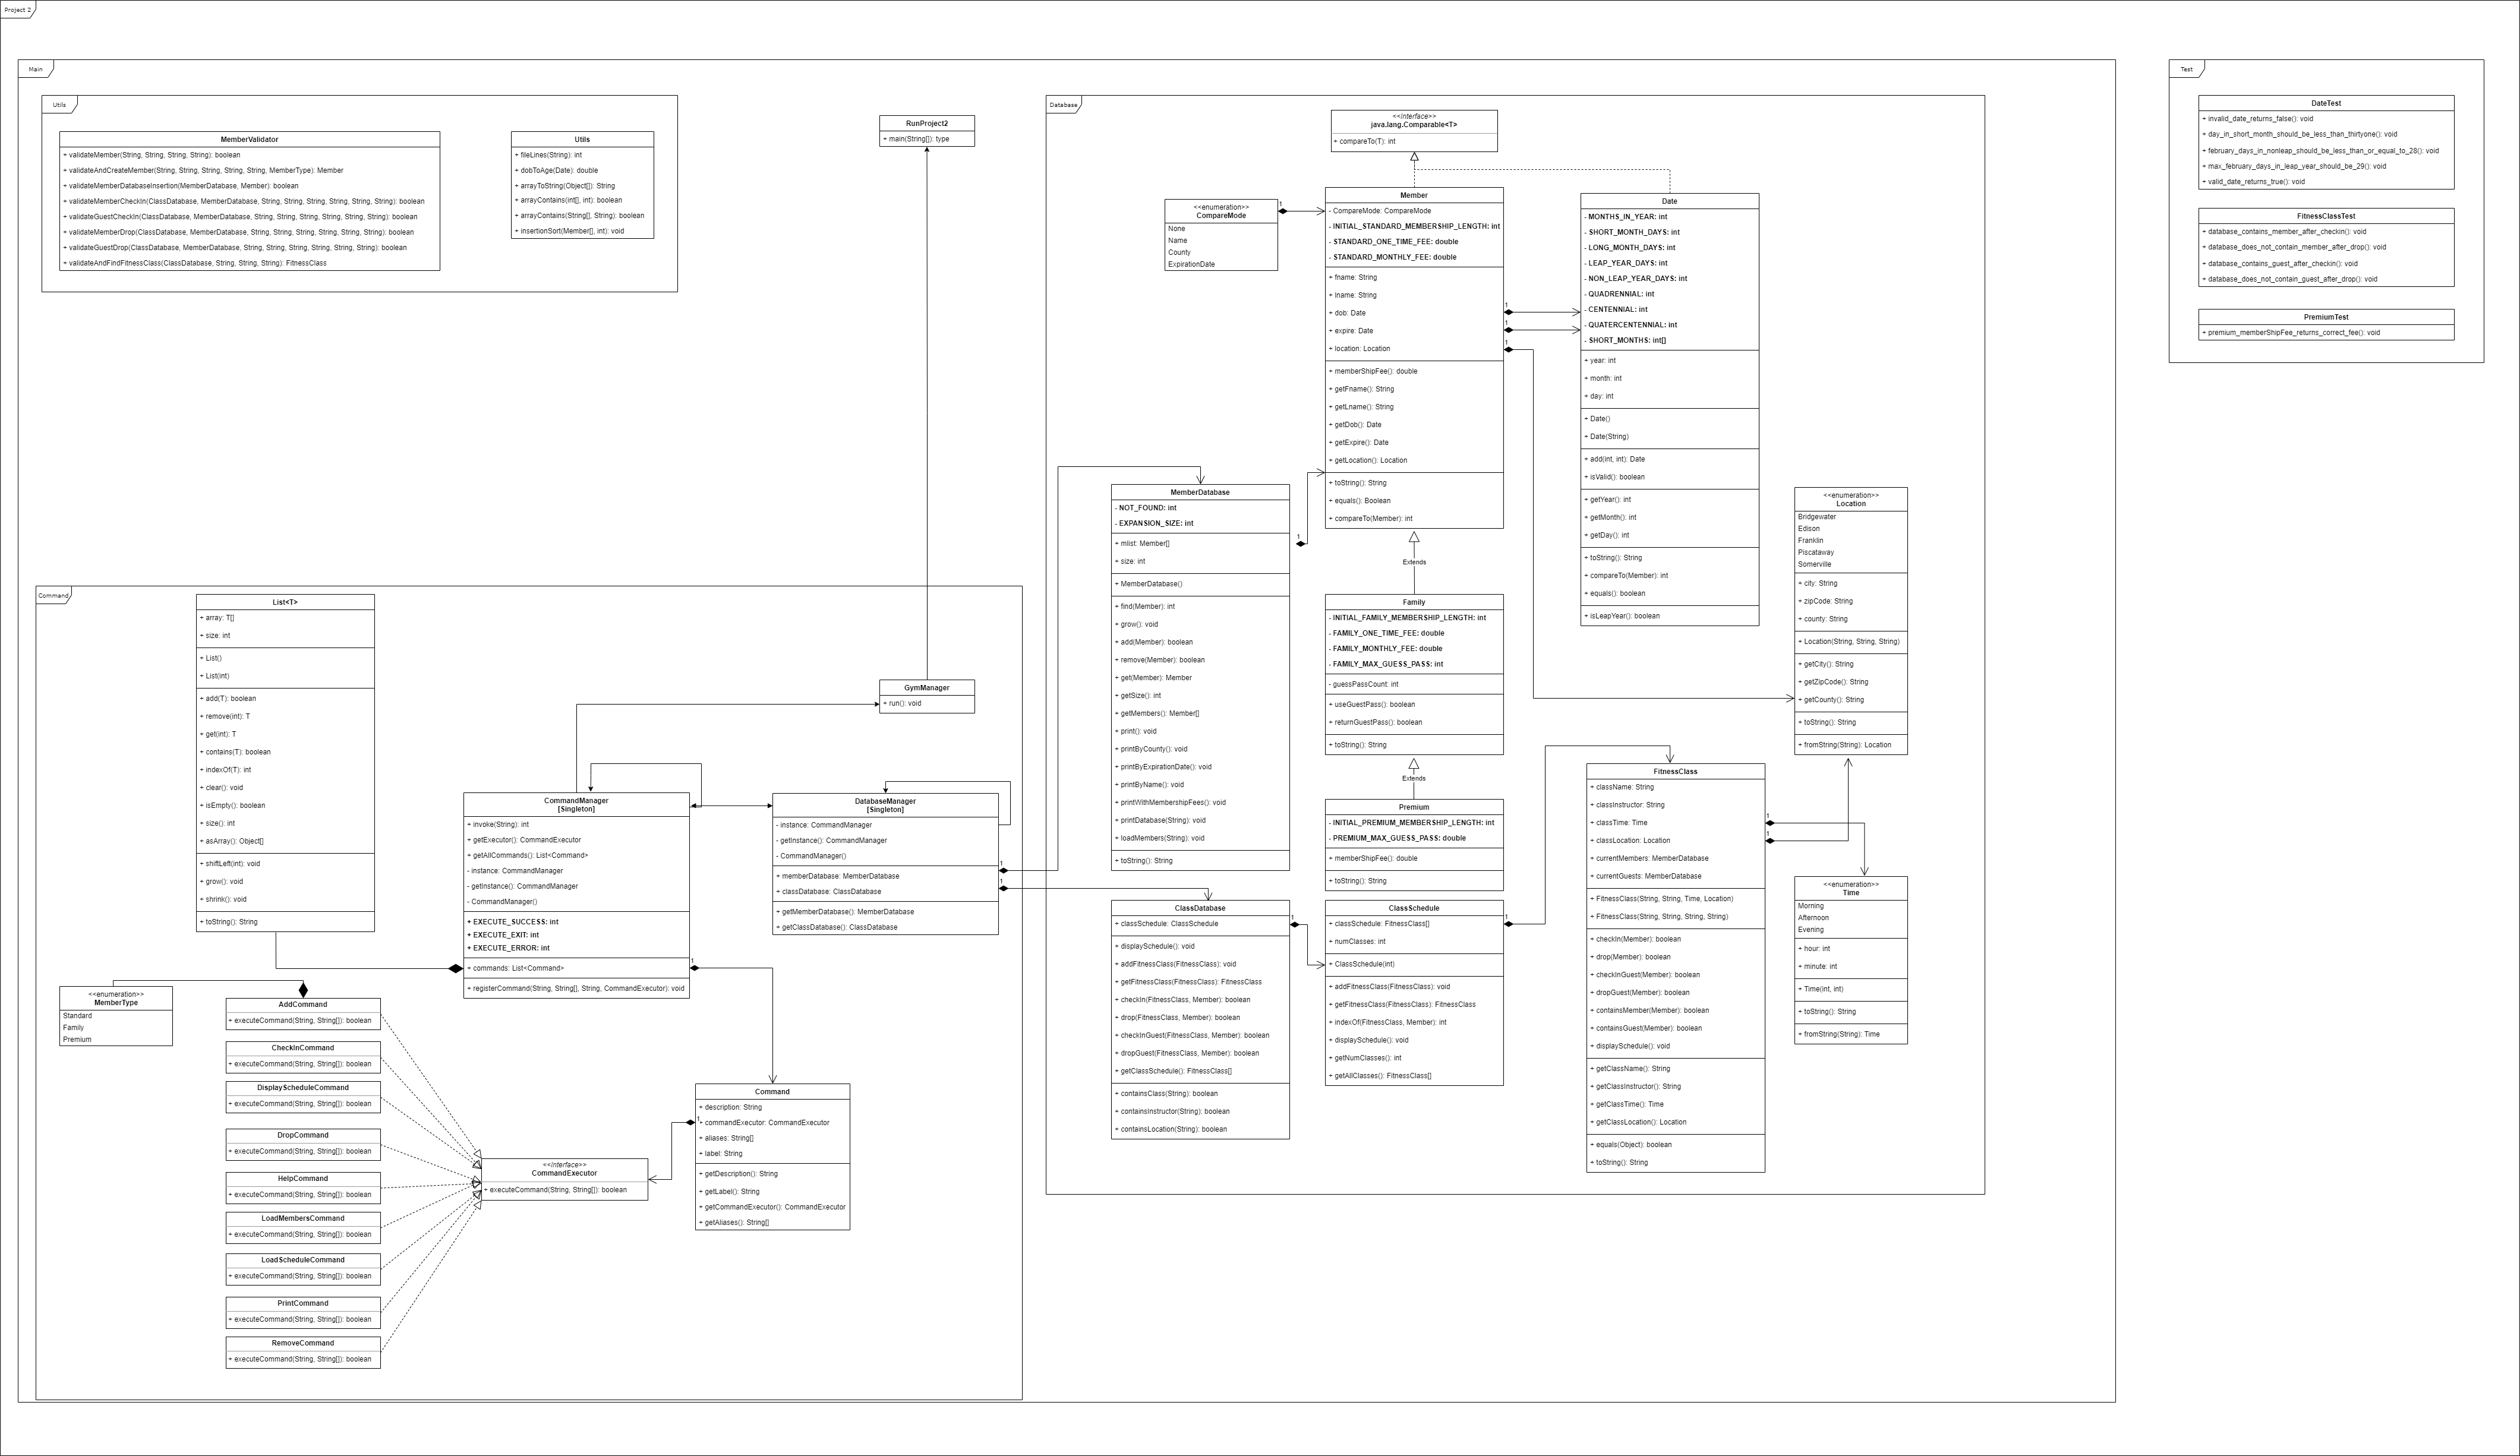 Project 2
Main
Utils
MemberValidator
+ validateMember(String, String, String, String): boolean
+ validateAndCreateMember(String, String, String, String, String, MemberType): Member
+ validateMemberDatabaseInsertion(MemberDatabase, Member): boolean
+ validateMemberCheckIn(ClassDatabase, MemberDatabase, String, String, String, String, String, String): boolean
+ validateGuestCheckIn(ClassDatabase, MemberDatabase, String, String, String, String, String, String): boolean
+ validateMemberDrop(ClassDatabase, MemberDatabase, String, String, String, String, String, String): boolean
+ validateGuestDrop(ClassDatabase, MemberDatabase, String, String, String, String, String, String): boolean
+ validateAndFindFitnessClass(ClassDatabase, String, String, String): FitnessClass
Utils
+ fileLines(String): int
+ dobToAge(Date): double
+ arrayToString(Object[]): String
+ arrayContains(int[], int): boolean
+ arrayContains(String[], String): boolean
+ insertionSort(Member[], int): void
RunProject2
+ main(String[]): type
Database
<<interface>>
java.lang.Comparable<T>
+ compareTo(T): int
<<enumeration>>
CompareMode
None
Name
County
ExpirationDate
1
Member
- CompareMode: CompareMode
- INITIAL_STANDARD_MEMBERSHIP_LENGTH: int
- STANDARD_ONE_TIME_FEE: double
- STANDARD_MONTHLY_FEE: double
+ fname: String
+ lname: String
+ dob: Date
+ expire: Date
+ location: Location
+ memberShipFee(): double
+ getFname(): String
+ getLname(): String
+ getDob(): Date
+ getExpire(): Date
+ getLocation(): Location
+ toString(): String
+ equals(): Boolean
+ compareTo(Member): int
1
1
1
Date
- MONTHS_IN_YEAR: int
- SHORT_MONTH_DAYS: int
- LONG_MONTH_DAYS: int
- LEAP_YEAR_DAYS: int
- NON_LEAP_YEAR_DAYS: int
- QUADRENNIAL: int
- CENTENNIAL: int
- QUATERCENTENNIAL: int
- SHORT_MONTHS: int[]
+ year: int
+ month: int
+ day: int
+ Date()
+ Date(String)
+ add(int, int): Date
+ isValid(): boolean
+ getYear(): int
+ getMonth(): int
+ getDay(): int
+ toString(): String
+ compareTo(Member): int
+ equals(): boolean
+ isLeapYear(): boolean
<<enumeration>>
Location
Bridgewater
Edison
Franklin
Piscataway
Somerville
+ city: String
+ zipCode: String
+ county: String
+ Location(String, String, String)
+ getCity(): String
+ getZipCode(): String
+ getCounty(): String
+ toString(): String
+ fromString(String): Location
MemberDatabase
- NOT_FOUND: int
- EXPANSION_SIZE: int
+ mlist: Member[]
+ size: int
+ MemberDatabase()
+ find(Member): int
+ grow(): void
+ add(Member): boolean
+ remove(Member): boolean
+ get(Member): Member
+ getSize(): int
+ getMembers(): Member[]
+ print(): void
+ printByCounty(): void
+ printByExpirationDate(): void
+ printByName(): void
+ printWithMembershipFees(): void
+ printDatabase(String): void
+ loadMembers(String): void
+ toString(): String
1
Extends
Family
- INITIAL_FAMILY_MEMBERSHIP_LENGTH: int
- FAMILY_ONE_TIME_FEE: double
- FAMILY_MONTHLY_FEE: double
- FAMILY_MAX_GUESS_PASS: int
- guessPassCount: int
+ useGuestPass(): boolean
+ returnGuestPass(): boolean
+ toString(): String
Extends
Premium
- INITIAL_PREMIUM_MEMBERSHIP_LENGTH: int
- PREMIUM_MAX_GUESS_PASS: double
+ memberShipFee(): double
+ toString(): String
ClassDatabase
+ classSchedule: ClassSchedule
+ displaySchedule(): void
+ addFitnessClass(FitnessClass): void
+ getFitnessClass(FitnessClass): FitnessClass
+ checkIn(FitnessClass, Member): boolean
+ drop(FitnessClass, Member): boolean
+ checkInGuest(FitnessClass, Member): boolean
+ dropGuest(FitnessClass, Member): boolean
+ getClassSchedule(): FitnessClass[]
+ containsClass(String): boolean
+ containsInstructor(String): boolean
+ containsLocation(String): boolean
1
ClassSchedule
+ classSchedule: FitnessClass[]
+ numClasses: int
+ ClassSchedule(int)
+ addFitnessClass(FitnessClass): void
+ getFitnessClass(FitnessClass): FitnessClass
+ indexOf(FitnessClass, Member): int
+ displaySchedule(): void
+ getNumClasses(): int
+ getAllClasses(): FitnessClass[]
1
FitnessClass
+ className: String
+ classInstructor: String
+ classTime: Time
+ classLocation: Location
+ currentMembers: MemberDatabase
+ currentGuests: MemberDatabase
+ FitnessClass(String, String, Time, Location)
+ FitnessClass(String, String, String, String)
+ checkIn(Member): boolean
+ drop(Member): boolean
+ checkInGuest(Member): boolean
+ dropGuest(Member): boolean
+ containsMember(Member): boolean
+ containsGuest(Member): boolean
+ displaySchedule(): void
+ getClassName(): String
+ getClassInstructor(): String
+ getClassTime(): Time
+ getClassLocation(): Location
+ equals(Object): boolean
+ toString(): String
1
1
<<enumeration>>
Time
Morning
Afternoon
Evening
+ hour: int
+ minute: int
+ Time(int, int)
+ toString(): String
+ fromString(String): Time
Command
List<T>
+ array: T[]
+ size: int
+ List()
+ List(int)
+ add(T): boolean
+ remove(int): T
+ get(int): T
+ contains(T): boolean
+ indexOf(T): int
+ clear(): void
+ isEmpty(): boolean
+ size(): int
+ asArray(): Object[]
+ shiftLeft(int): void
+ grow(): void
+ shrink(): void
+ toString(): String
GymManager
+ run(): void
CommandManager
[Singleton]
+ invoke(String): int
+ getExecutor(): CommandExecutor
+ getAllCommands(): List<Command>
- instance: CommandManager
- getInstance(): CommandManager
- CommandManager()
+ EXECUTE_SUCCESS: int
+ EXECUTE_EXIT: int
+ EXECUTE_ERROR: int
+ commands: List<Command>
+ registerCommand(String, String[], String, CommandExecutor): void
1
DatabaseManager
[Singleton]
- instance: CommandManager
- getInstance(): CommandManager
- CommandManager()
+ memberDatabase: MemberDatabase
+ classDatabase: ClassDatabase
+ getMemberDatabase(): MemberDatabase
+ getClassDatabase(): ClassDatabase
1
1
<<enumeration>>
MemberType
Standard
Family
Premium
AddCommand
+ executeCommand(String, String[]): boolean
CheckInCommand
+ executeCommand(String, String[]): boolean
DisplayScheduleCommand
+ executeCommand(String, String[]): boolean
DropCommand
+ executeCommand(String, String[]): boolean
HelpCommand
+ executeCommand(String, String[]): boolean
LoadMembersCommand
+ executeCommand(String, String[]): boolean
LoadScheduleCommand
+ executeCommand(String, String[]): boolean
PrintCommand
+ executeCommand(String, String[]): boolean
RemoveCommand
+ executeCommand(String, String[]): boolean
<<interface>>
CommandExecutor
+ executeCommand(String, String[]): boolean
Command
+ description: String
+ commandExecutor: CommandExecutor
+ aliases: String[]
+ label: String
+ getDescription(): String
+ getLabel(): String
+ getCommandExecutor(): CommandExecutor
+ getAliases(): String[]
1
Test
DateTest
+ invalid_date_returns_false(): void
+ day_in_short_month_should_be_less_than_thirtyone(): void
+ february_days_in_nonleap_should_be_less_than_or_equal_to_28(): void
+ max_february_days_in_leap_year_should_be_29(): void
+ valid_date_returns_true(): void
FitnessClassTest
+ database_contains_member_after_checkin(): void
+ database_does_not_contain_member_after_drop(): void
+ database_contains_guest_after_checkin(): void
+ database_does_not_contain_guest_after_drop(): void
PremiumTest
+ premium_memberShipFee_returns_correct_fee(): void